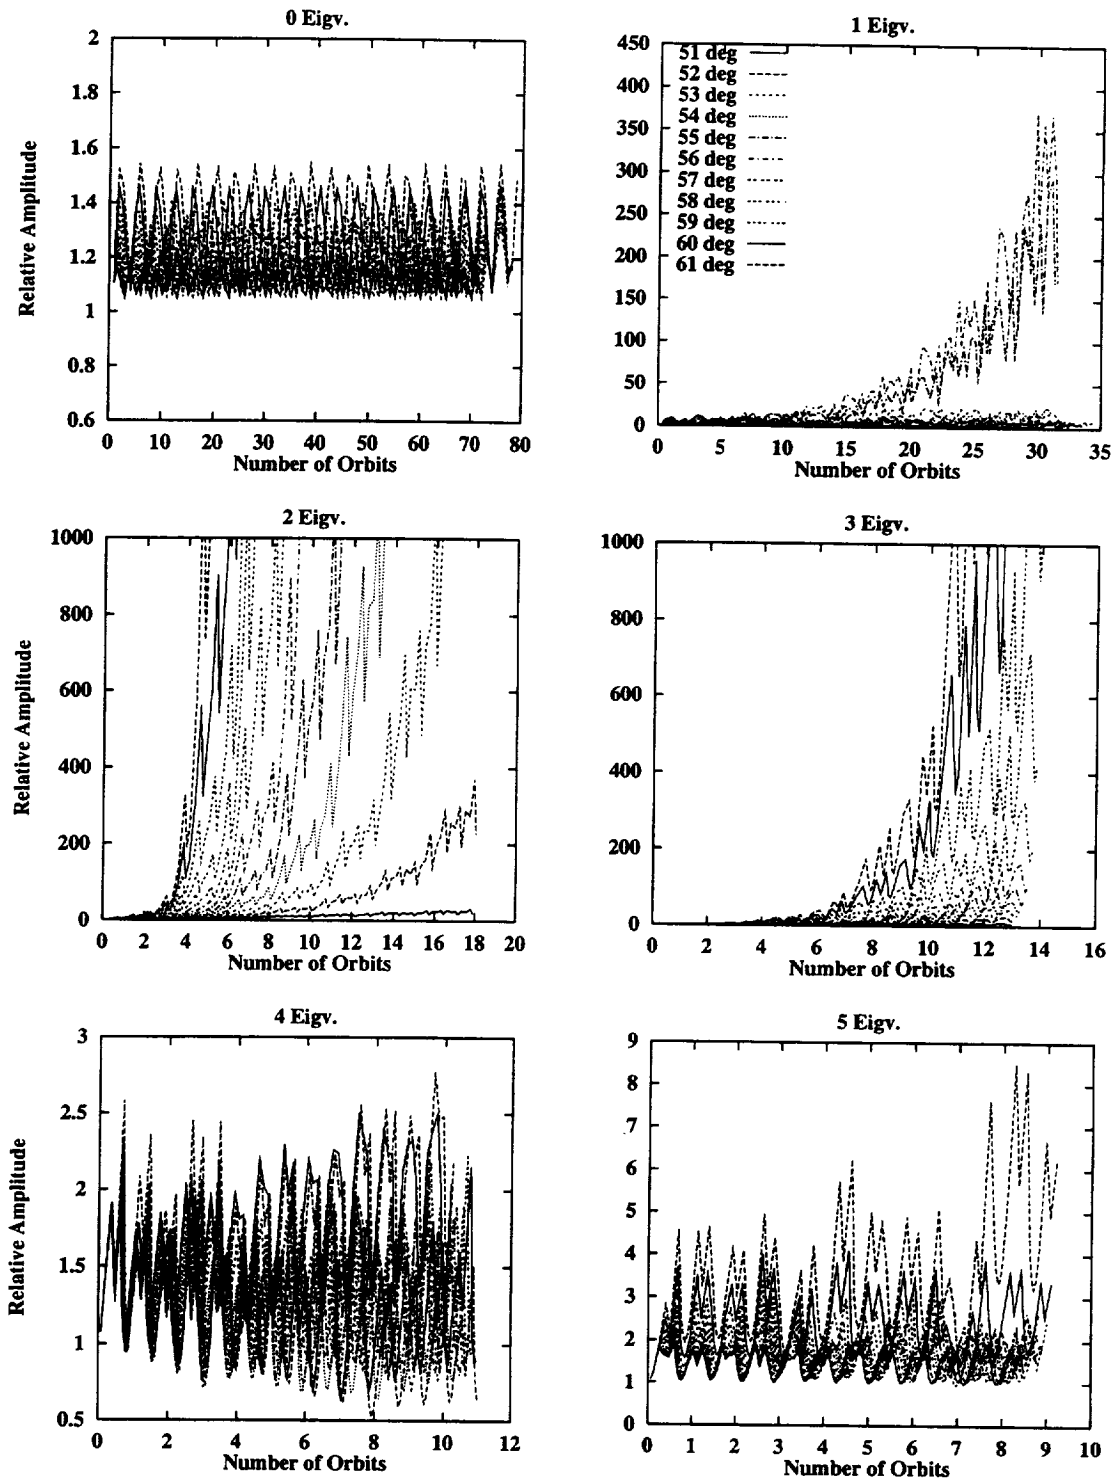 0 Eigv.
2
1.8
1.6
1.4
1.2
1
0.8
0.6
Relative Amplitude
0 10 20 30 40 50 60 70 80
Number of Orbits
1 Eigv.
450
400
350
300
250
200
150
100
50
0
51 deg
52 deg
53 deg
54 deg
55 deg
56 deg
57 deg
58 deg
59 deg
60 deg
61 deg
0 5 10 15 20 25 30 35
Number of Orbits
2 Eigv.
1000
800
600
400
200
0
Relative Amplitude
0 2 4 6 8 10 12 14 16 18 20
Number of Orbits
3 Eigv.
1000
800
600
400
200
0
0 2 4 6 8 10 12 14 16
Number of Orbits
4 Eigv.
3
2.5
2
1.5
1
0.5
Relative Amplitude
0 2 4 6 8 10 12
Number of Orbits
5 Eigv.
9
8
7
6
5
4
3
2
1
0
0 1 2 3 4 5 6 7 8 9 10
Number of Orbits